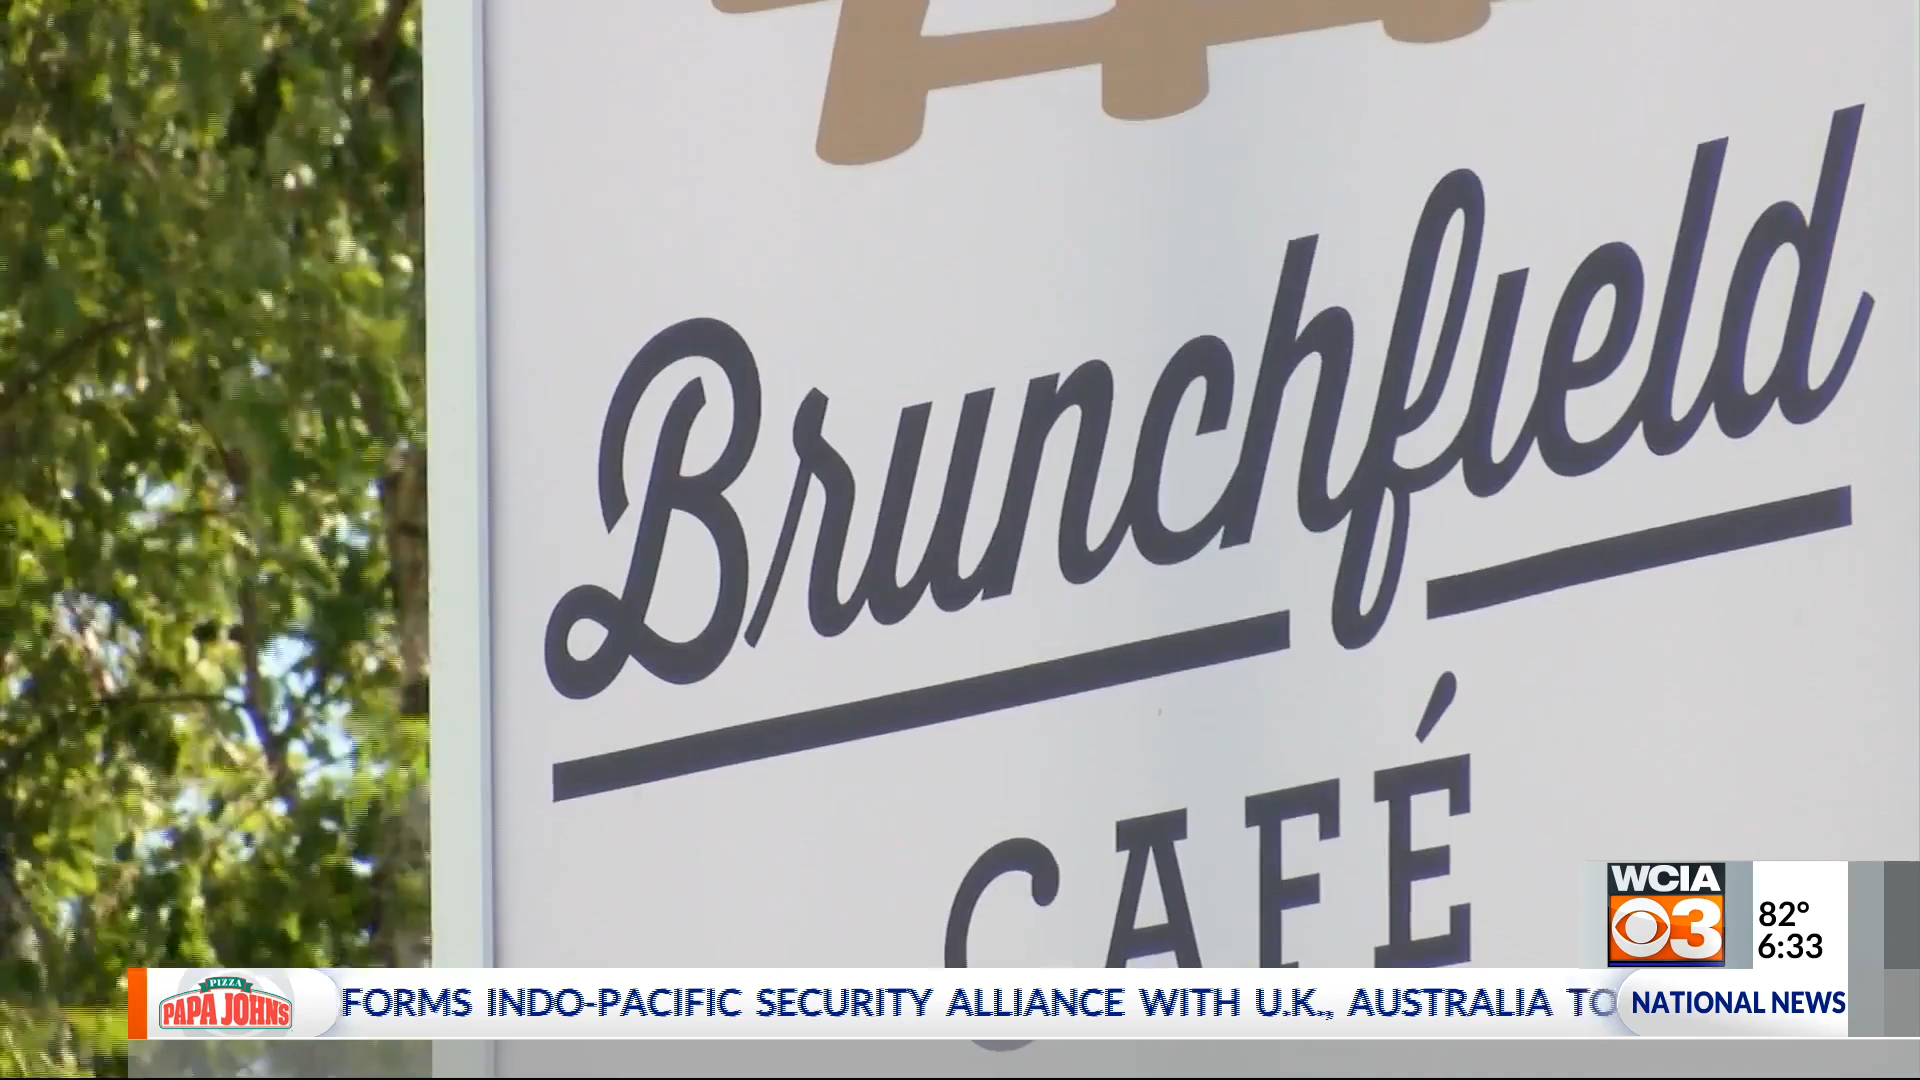 Brunchfield
CAFÉ
WCIA
3
82°
6:33
PIZZA
PAPA JOHNS
FORMS INDO-PACIFIC SECURITY ALLIANCE WITH U.K., AUSTRALIA TO
NATIONAL NEWS